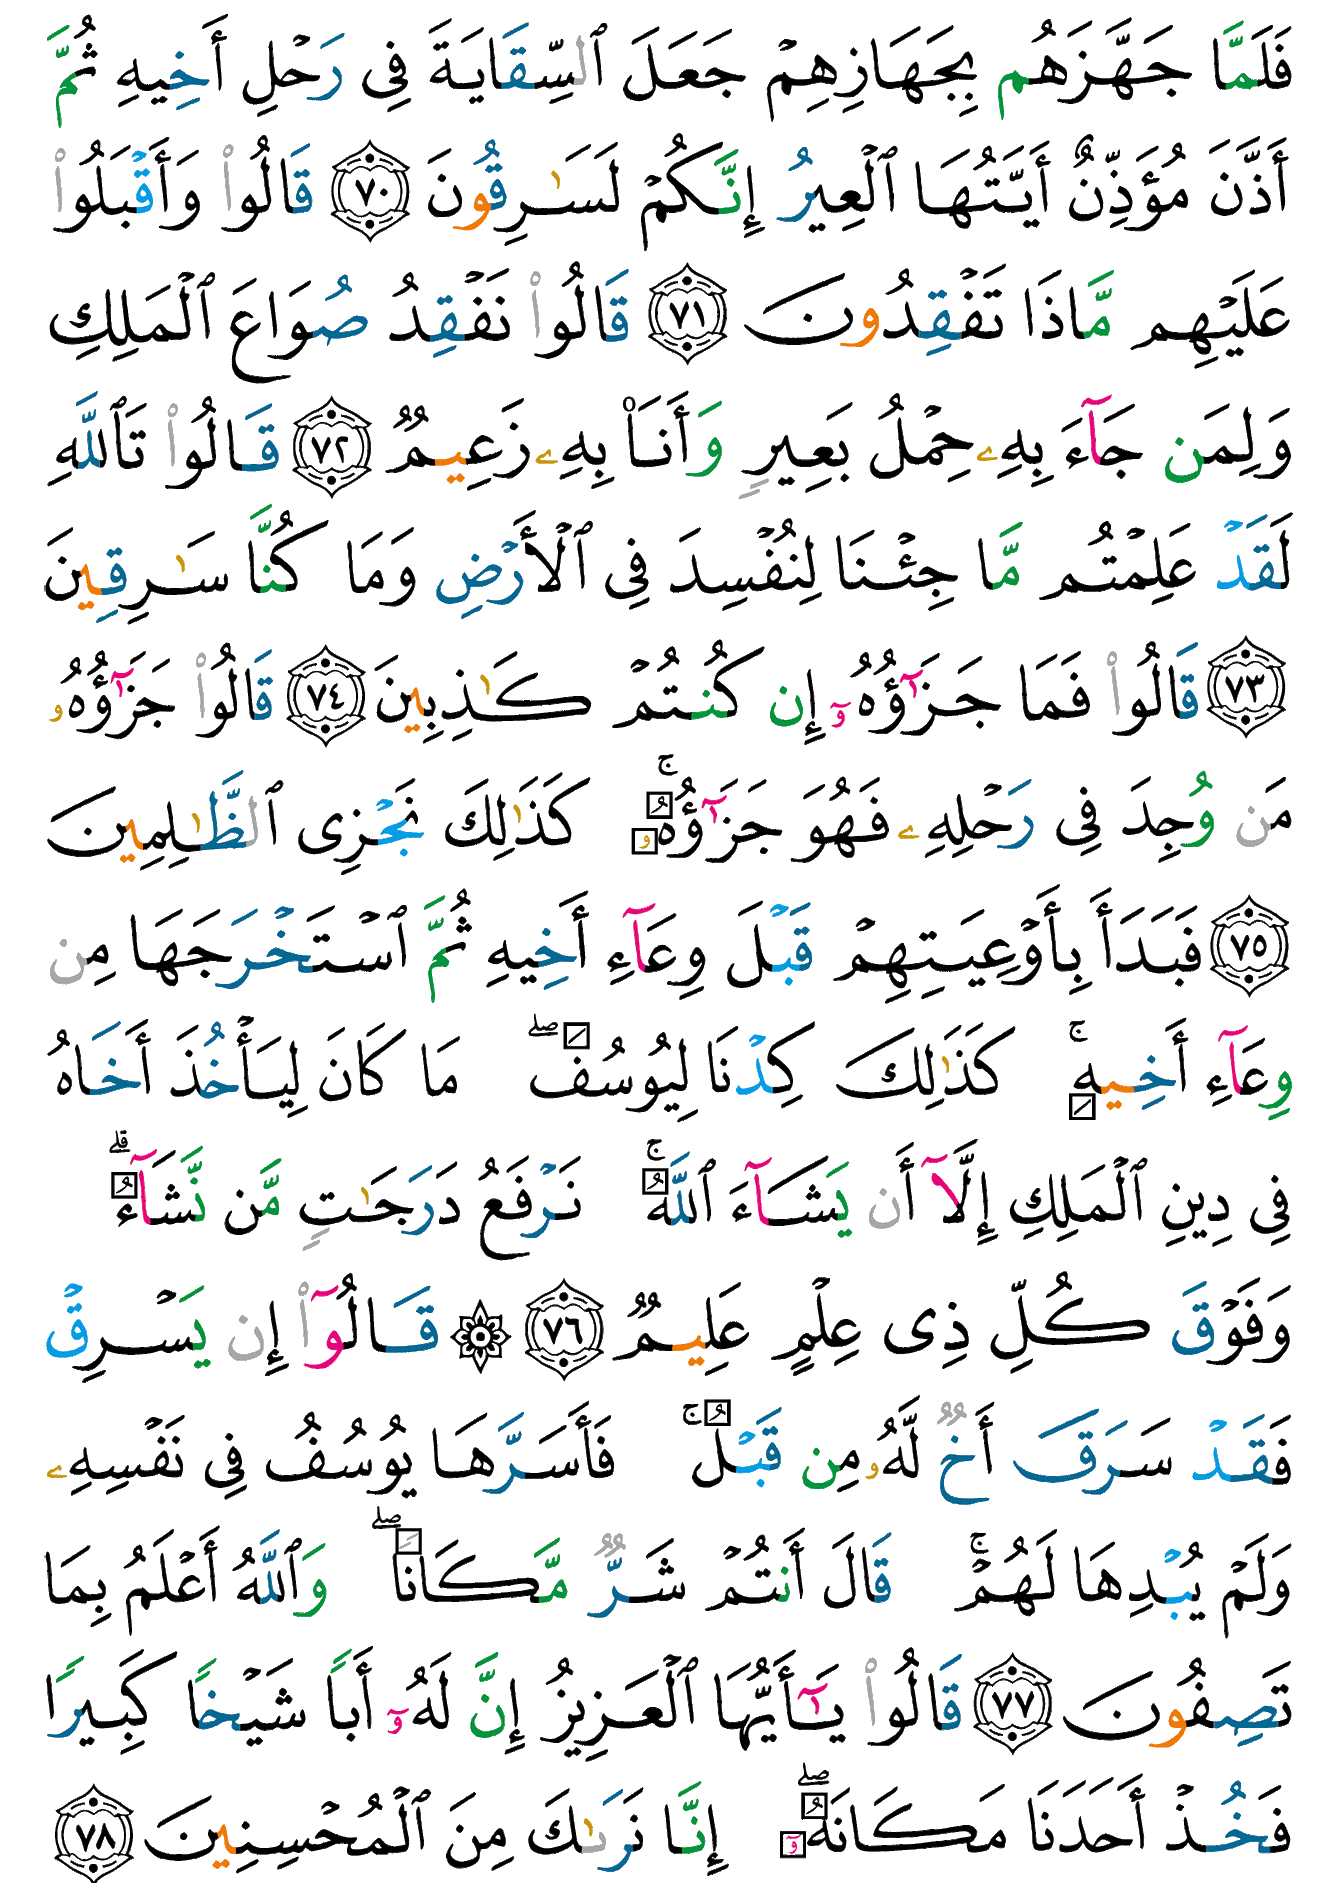 فَلَمَّا جَهَّزَهُم بِجَهَازِهِمْ جَعَلَ ٱلسِّقَايَةَ فِى رَحْلِ أَخِيهِ ثُمَّ
أَذَّنَ مُؤَذِّنٌ أَيَّتُهَا ٱلْعِيرُ إِنَّكُمْ لَسَـٰرِقُونَ ٧٠ قَالُوا۟ وَأَقْبَلُوا۟
عَلَيْهِم مَّاذَا تَفْقِدُونَ ٧١ قَالُوا۟ نَفْقِدُ صُوَاعَ ٱلْمَلِكِ
وَلِمَن جَآءَ بِهِۦ حِمْلُ بَعِيرٍ وَأَنَا۠ بِهِۦ زَعِيمٌ ٧٢ قَالُوا۟ تَٱللَّهِ
لَقَدْ عَلِمْتُم مَّا جِئْنَا لِنُفْسِدَ فِى ٱلْأَرْضِ وَمَا كُنَّا سَـٰرِقِينَ
٧٣ قَالُوا۟ فَمَا جَزَٰٓؤُهُۥٓ إِن كُنتُمْ كَـٰذِبِينَ ٧٤ قَالُوا۟ جَزَٰٓؤُهُۥ
مَن وُجِدَ فِى رَحْلِهِۦ فَهُوَ جَزَٰٓؤُهُۥ ۚ كَذَٰلِكَ نَجْزِى ٱلظَّـٰلِمِينَ
٧٥ فَبَدَأَ بِأَوْعِيَتِهِمْ قَبْلَ وِعَآءِ أَخِيهِ ثُمَّ ٱسْتَخْرَجَهَا مِن
وِعَآءِ أَخِيهِ ۚ كَذَٰلِكَ كِدْنَا لِيُوسُفَ ۖ مَا كَانَ لِيَأْخُذَ أَخَاهُ
فِى دِينِ ٱلْمَلِكِ إِلَّآ أَن يَشَآءَ ٱللَّهُ ۚ نَرْفَعُ دَرَجَـٰتٍ مَّن نَّشَآءُ ۗ
وَفَوْقَ كُلِّ ذِى عِلْمٍ عَلِيمٌ ٧٦ ۞ قَالُوٓا۟ إِن يَسْرِقْ
فَقَدْ سَرَقَ أَخٌ لَّهُۥ مِن قَبْلُ ۚ فَأَسَرَّهَا يُوسُفُ فِى نَفْسِهِۦ
وَلَمْ يُبْدِهَا لَهُمْ ۚ قَالَ أَنتُمْ شَرٌّ مَّكَانًا ۖ وَٱللَّهُ أَعْلَمُ بِمَا
تَصِفُونَ ٧٧ قَالُوا۟ يَـٰٓأَيُّهَا ٱلْعَزِيزُ إِنَّ لَهُۥٓ أَبًا شَيْخًا كَبِيرًا
فَخُذْ أَحَدَنَا مَكَانَهُۥٓ ۖ إِنَّا نَرَىٰكَ مِنَ ٱلْمُحْسِنِينَ ٧٨